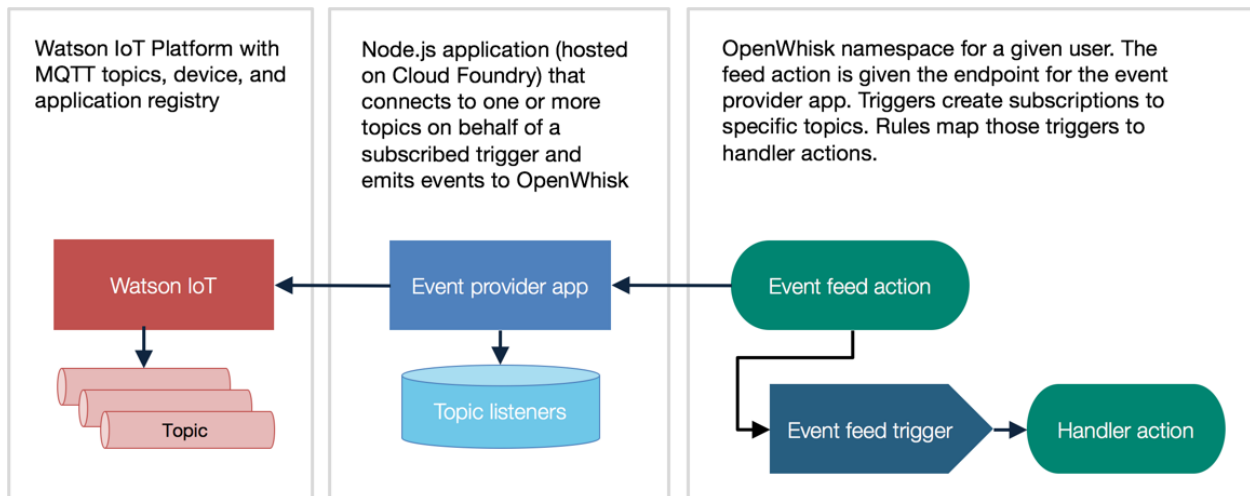 Watson IoT Platform with
MQTT topics, device, and
application registry
Node.js application (hosted
on Cloud Foundry) that
connects to one or more
topics on behalf of a
subscribed trigger and
emits events to OpenWhisk
OpenWhisk namespace for a given user. The
feed action is given the endpoint for the event
provider app. Triggers create subscriptions to
specific topics. Rules map those triggers to
handler actions.
Watson IoT
Event provider app
Event feed action
Topic
Topic listeners
Event feed trigger
Handler action